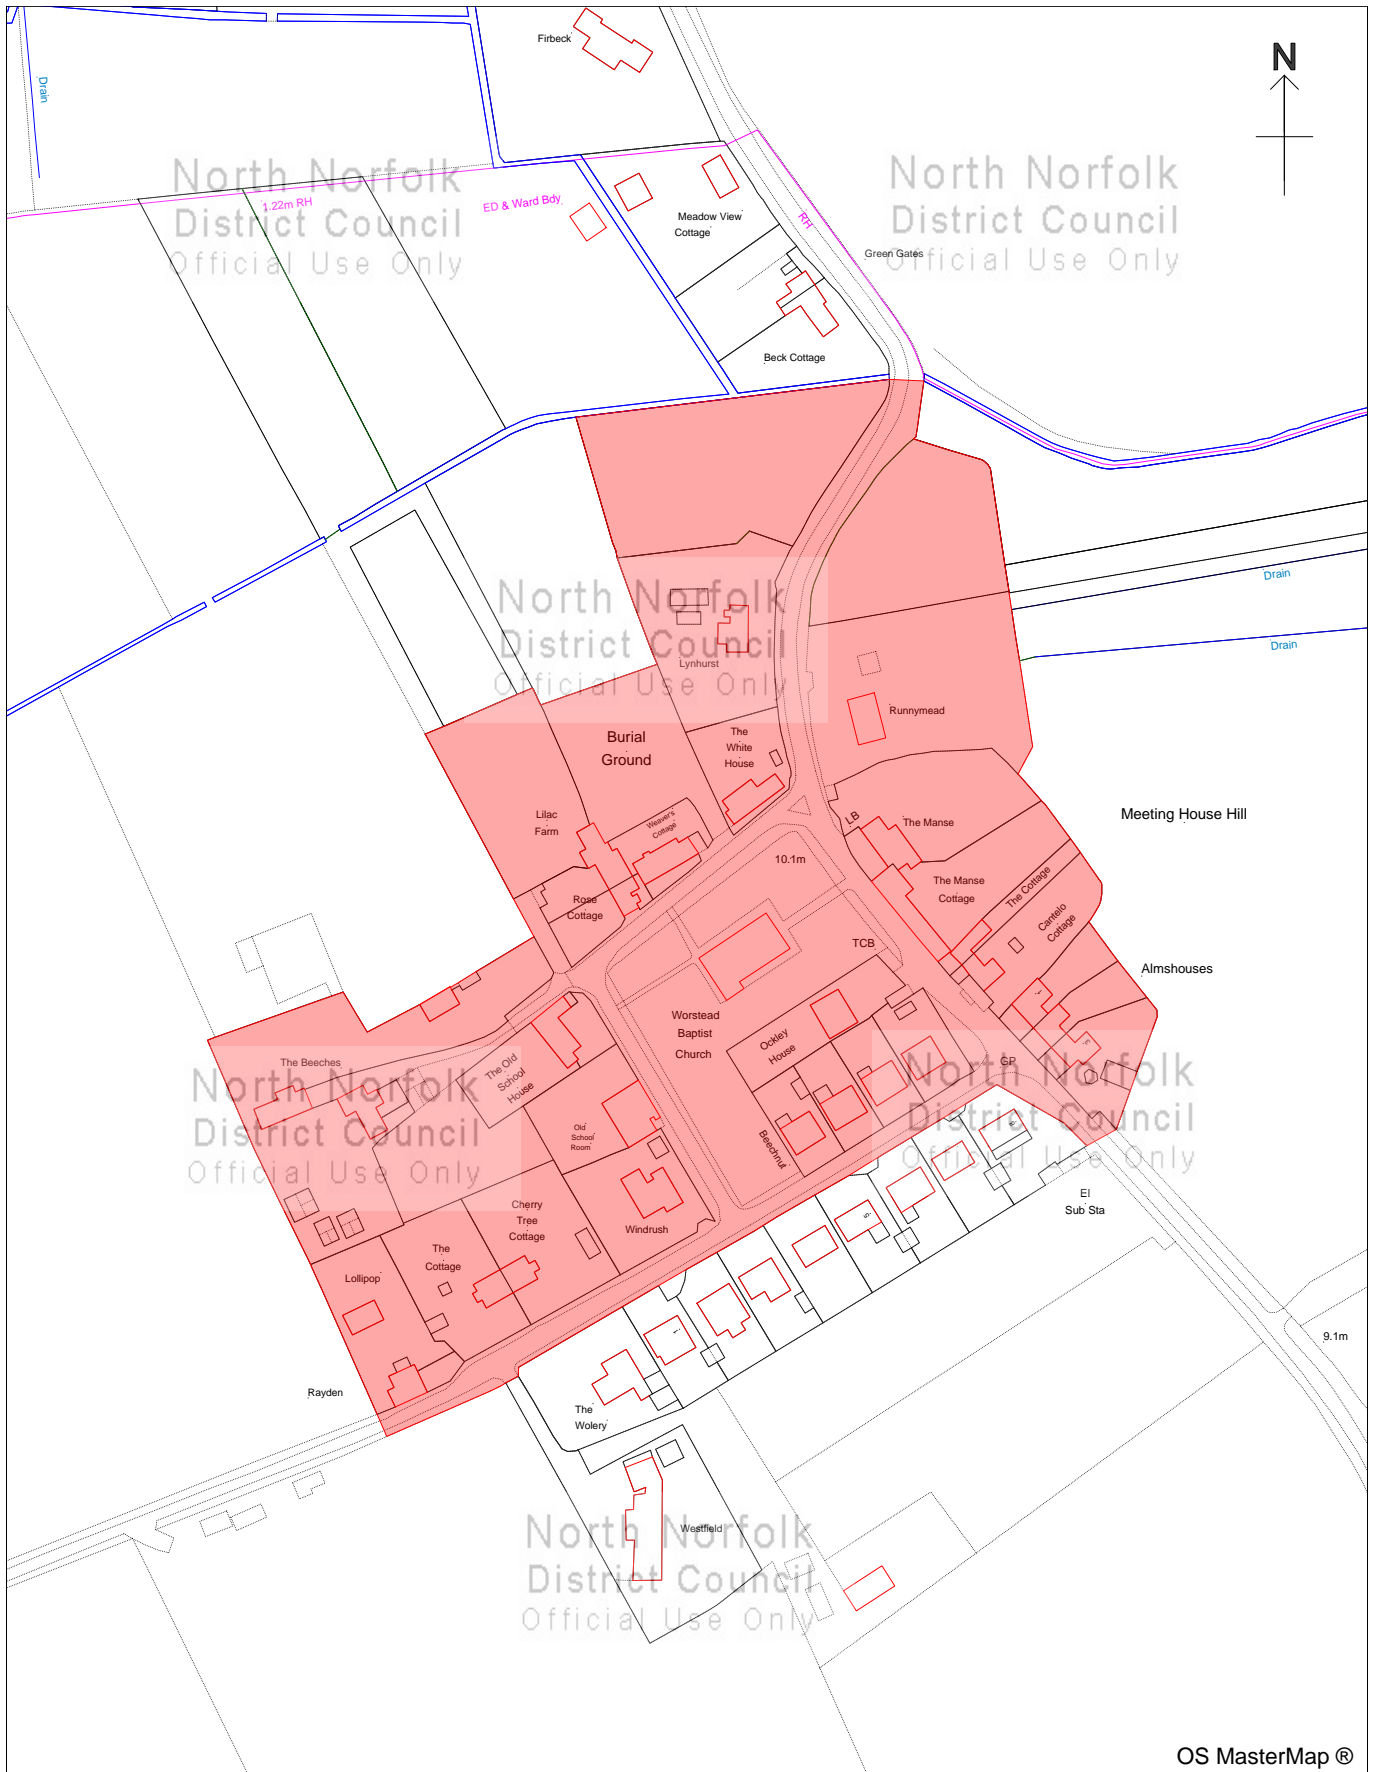 Firbeck
N
Drain
North Norfolk
District Council
Official Use Only
North Norfolk
District Council
Official Use Only
1.22m RH
ED & Ward Bdy
Meadow View
Cottage
RH
Green Gates
Beck Cottage
Drain
North Norfolk
District Council
Official Use Only
Lynhurst
Drain
Runnymead
Burial
Ground
The
White
House
Lilac
Farm
Weaver's
Cottage
LB
The Manse
Meeting House Hill
10.1m
The Manse
Cottage
The Cottage
Cantelo
Cottage
Rose
Cottage
TCB
Almshouses
1
3
Worstead
Baptist
Church
Ockley
House
The Beeches
The Old
School
House
North Norfolk
District Council
Official Use Only
GP
North Norfolk
District Council
Official Use Only
Old
School
Room
Beechnut
9
El
Sub Sta
Cherry
Tree
Cottage
Windrush
5
The
Cottage
Lollipop
1
9.1m
Rayden
The
Wolery
Westfield
North Norfolk
District Council
Official Use Only
OS MasterMap ®